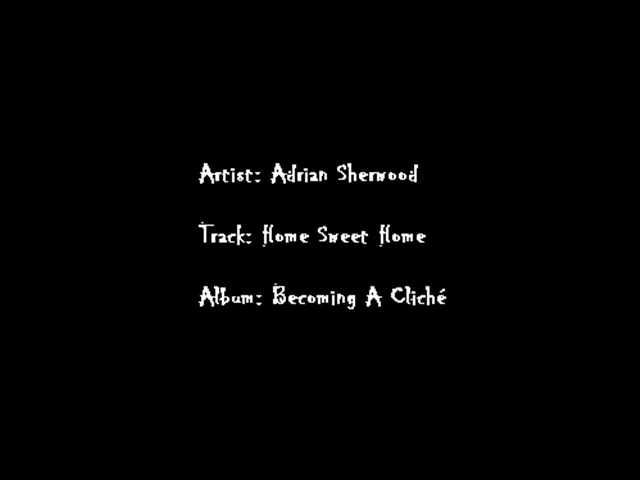 Artist: Adrian Sherwood
Track: Home Sweet Home
Album: Becoming A Cliché